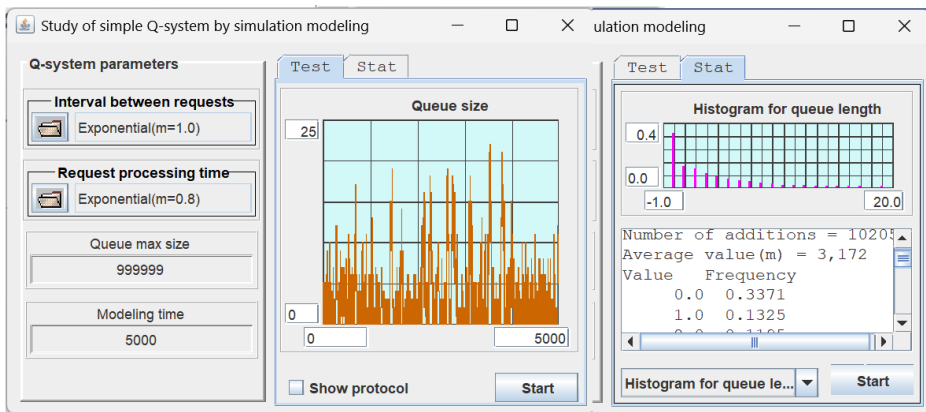 Study of simple Q-system by simulation modeling
Q-system parameters
Interval between requests
Exponential(m=1.0)
Request processing time
Exponential(m=0.8)
Queue max size
999999
Modeling time
5000
Test Stat
Queue size
25
0
0 5000
Show protocol
Start
ulation modeling
Test Stat
Histogram for queue length
0.4
0.0
-1.0 20.0
Number of additions = 10205
Average value(m) = 3,172
Value Frequency
0.0 0.3371
1.0 0.1325
Histogram for queue le...
Start